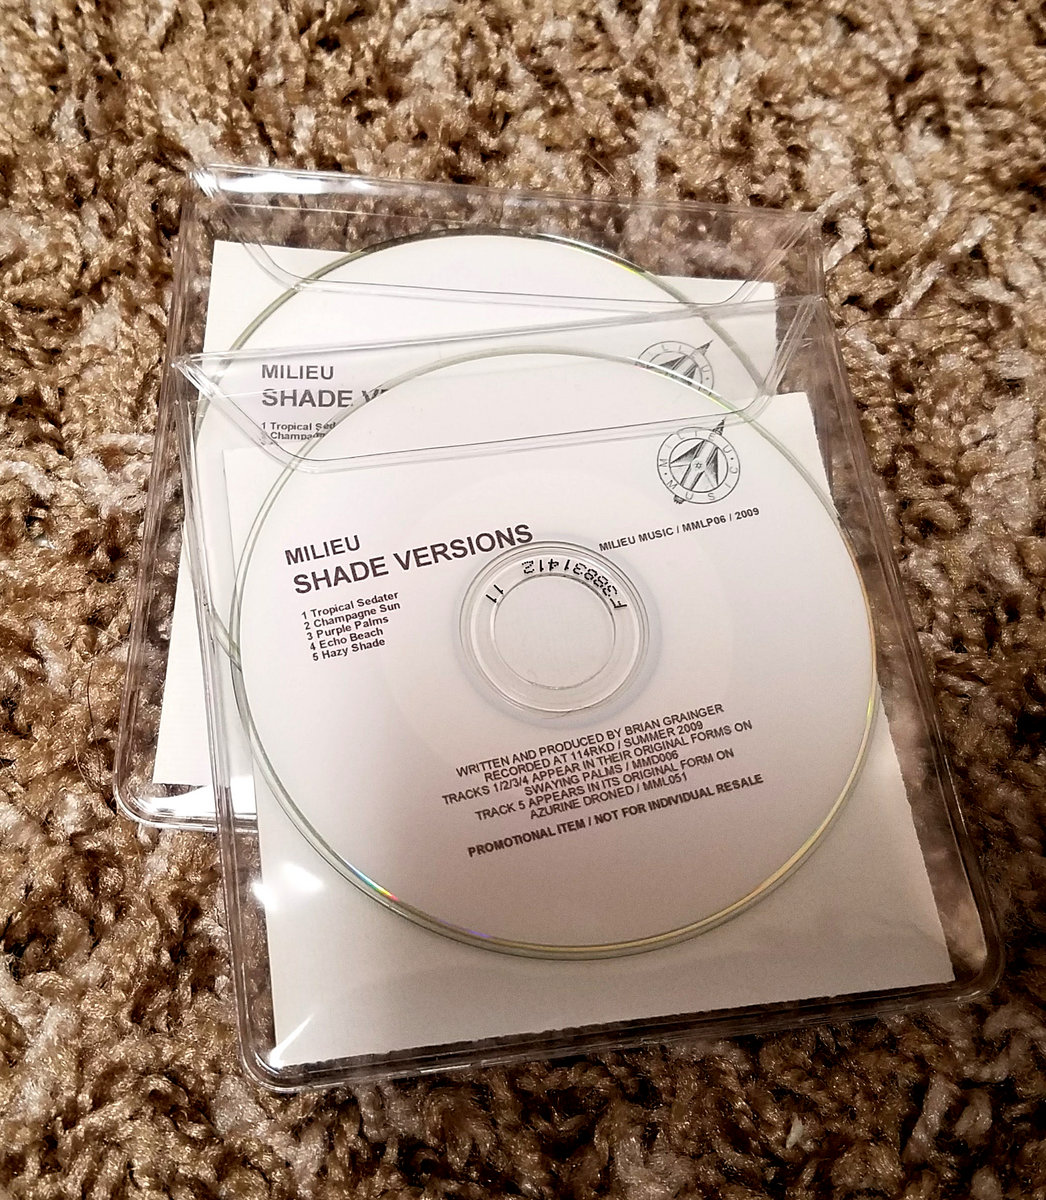 MILIEU
SHADE
1 Tropical
MILIEU MUSIC
MILIEU
SHADE VERSIONS
MILIEU MUSIC / MMLP06 / 2009
1 Tropical Sedater
2 Champagne Sun
3 Purple Palms
4 Echo Beach
5 Hazy Shade
WRITTEN AND PRODUCED BY BRIAN GRAINGER
RECORDED AT 114RKD / SUMMER 2009
TRACKS 1/2/3/4 APPEAR IN THEIR ORIGINAL FORMS ON
SWAYING PALMS / MMD006
TRACK 5 APPEARS IN ITS ORIGINAL FORM ON
AZURINE DRONED / MML051
PROMOTIONAL ITEM / NOT FOR INDIVIDUAL RESALE